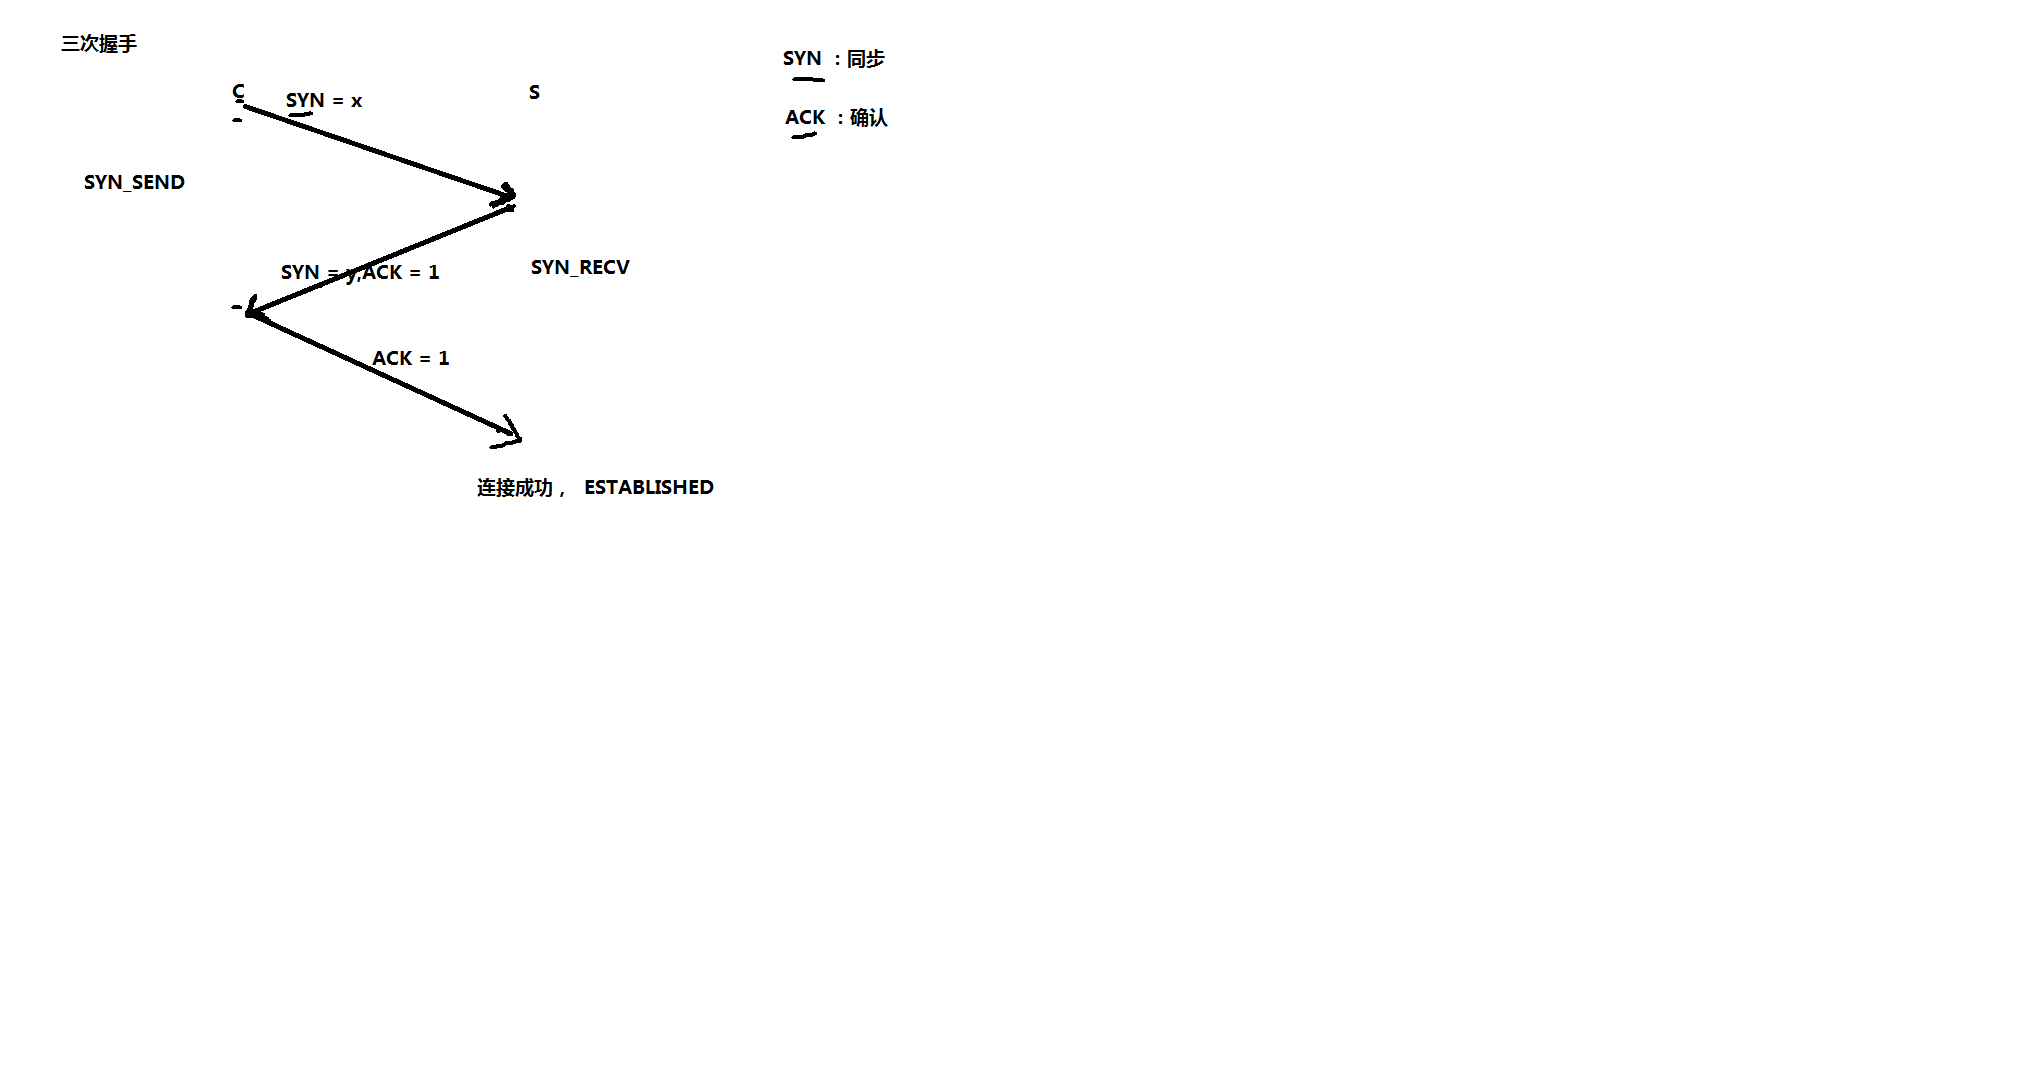 三次握手
C
SYN = x
S
SYN_SEND
SYN = y,ACK = 1
SYN_RECV
ACK = 1
连接成功， ESTABLISHED
SYN ：同步
ACK ：确认